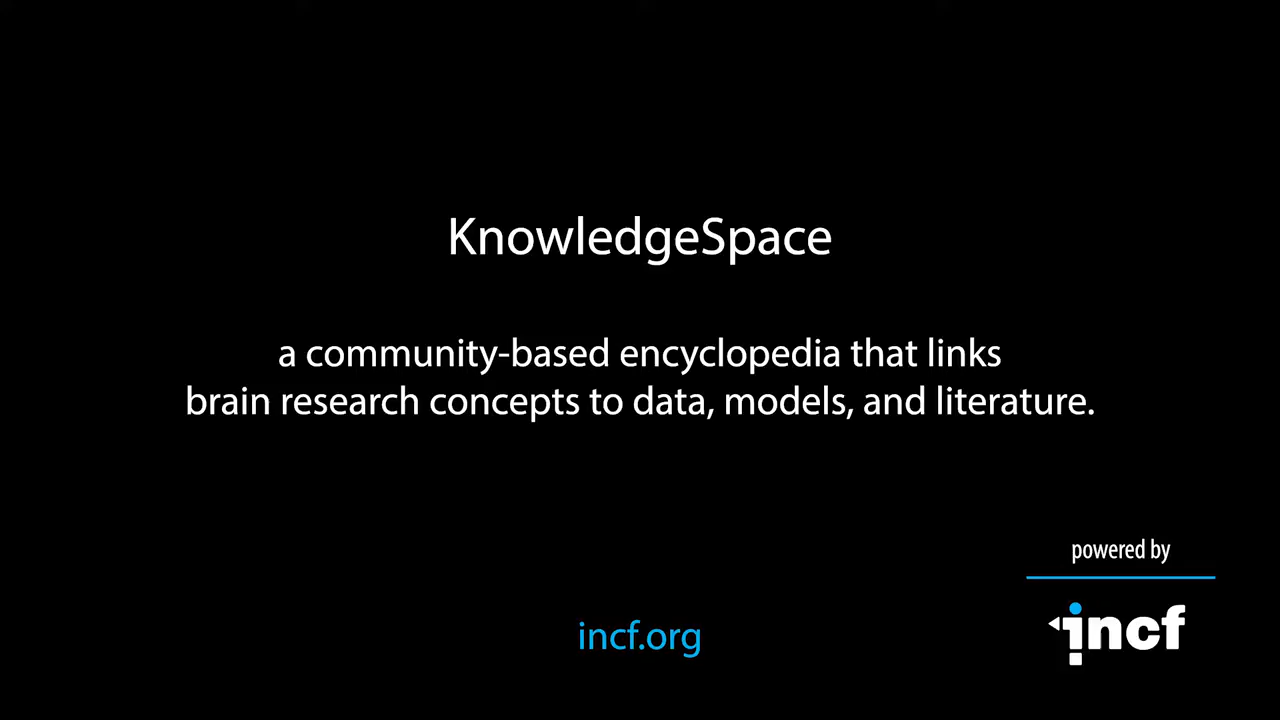 KnowledgeSpace
a community-based encyclopedia that links
brain research concepts to data, models, and literature.
powered by
incf.org
incf